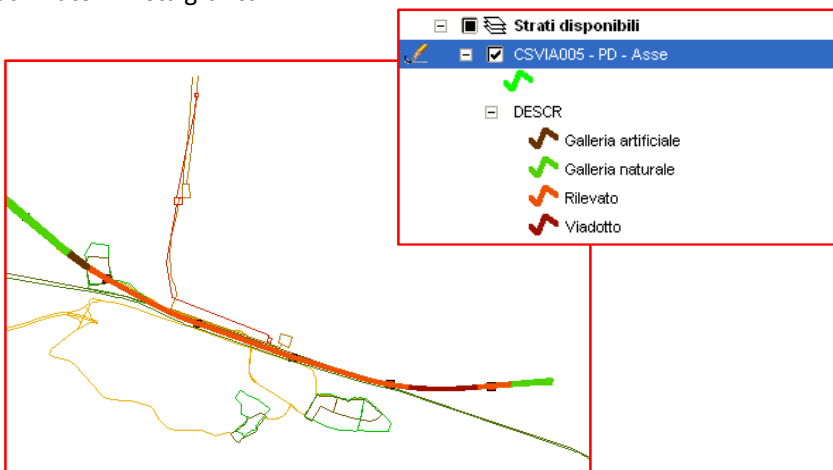 Strati disponibili
CSVIA005 - PD - Asse
DESCR
Galleria artificiale
Galleria naturale
Rilevato
Viadotto